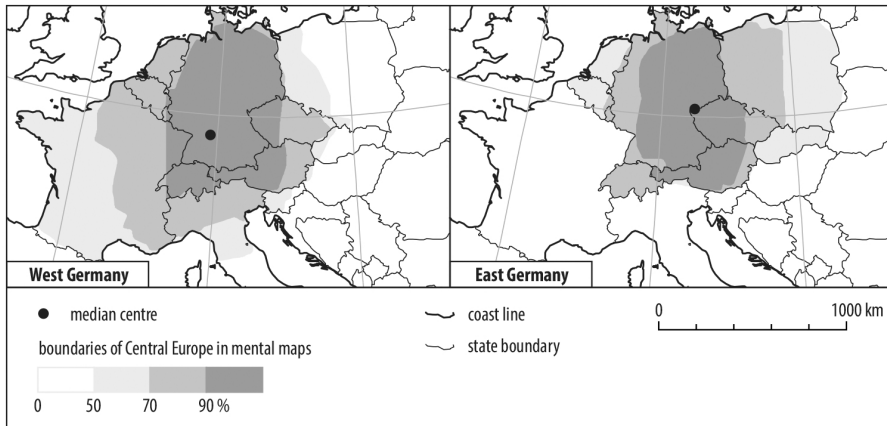 West Germany
East Germany
median centre
boundaries of Central Europe in mental maps
0 50 70 90 %
coast line
state boundary
0 1000 km